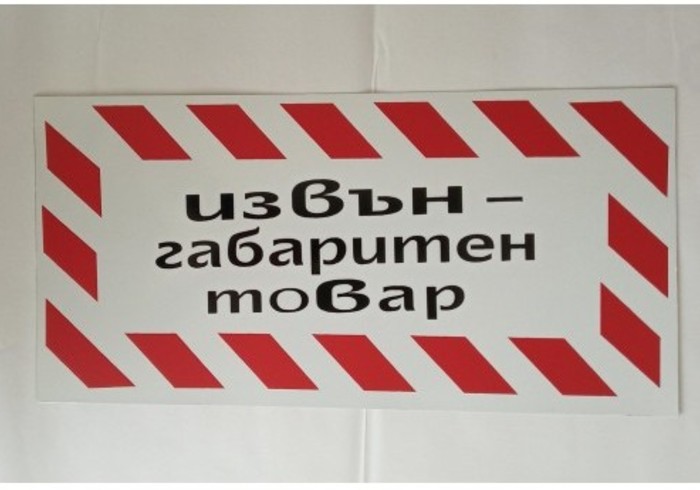 извън –
габаритен
товар